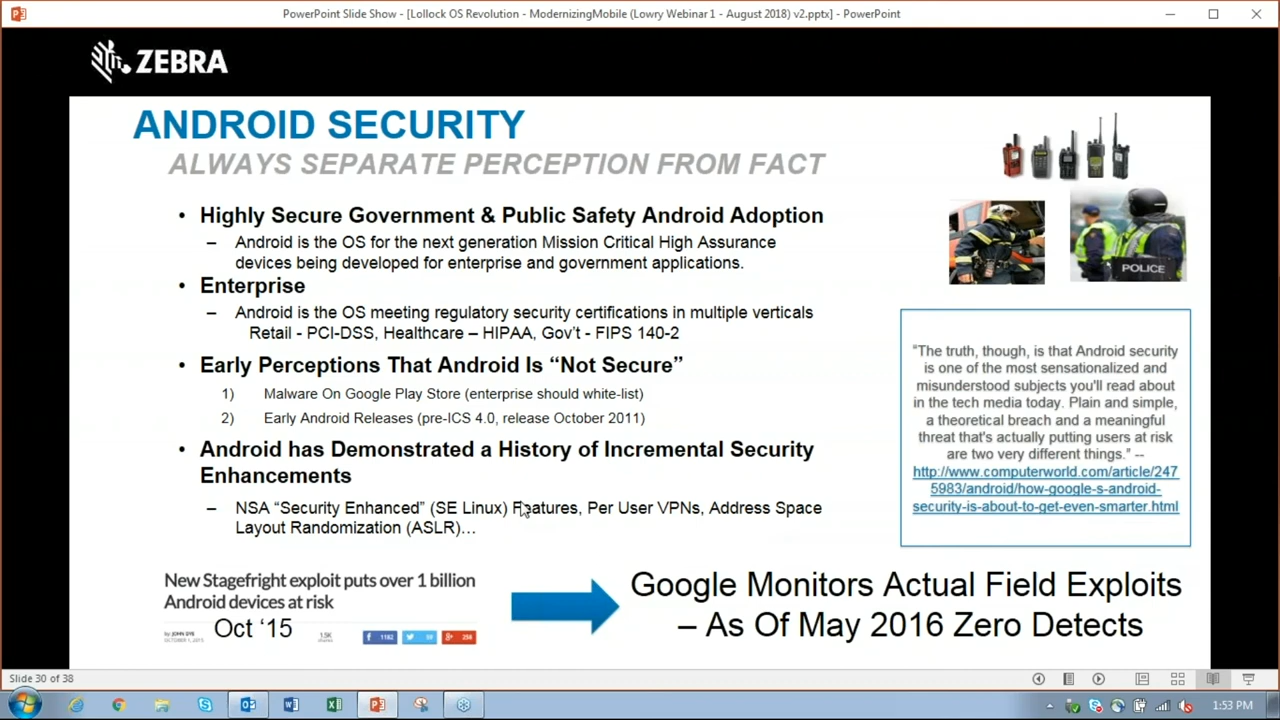 PowerPoint Slide Show - [Lollock OS Revolution - ModernizingMobile (Lowry Webinar 1 - August 2018) v2.pptx] - PowerPoint
ZEBRA
ANDROID SECURITY
ALWAYS SEPARATE PERCEPTION FROM FACT
• Highly Secure Government & Public Safety Android Adoption
– Android is the OS for the next generation Mission Critical High Assurance
devices being developed for enterprise and government applications.
• Enterprise
– Android is the OS meeting regulatory security certifications in multiple verticals
Retail - PCI-DSS, Healthcare – HIPAA, Gov't - FIPS 140-2
• Early Perceptions That Android Is "Not Secure"
1) Malware On Google Play Store (enterprise should white-list)
2) Early Android Releases (pre-ICS 4.0, release October 2011)
• Android has Demonstrated a History of Incremental Security
Enhancements
– NSA "Security Enhanced" (SE Linux) Features, Per User VPNs, Address Space
Layout Randomization (ASLR)…
POLICE
"The truth, though, is that Android security
is one of the most sensationalized and
misunderstood subjects you'll read about
in the tech media today. Plain and simple,
a theoretical breach and a meaningful
threat that's actually putting users at risk
are two very different things." --
http://www.computerworld.com/article/247
5983/android/how-google-s-android-
security-is-about-to-get-even-smarter.html
New Stagefright exploit puts over 1 billion
Android devices at risk
Oct '15
Google Monitors Actual Field Exploits
– As Of May 2016 Zero Detects
Slide 30 of 38
1:53 PM